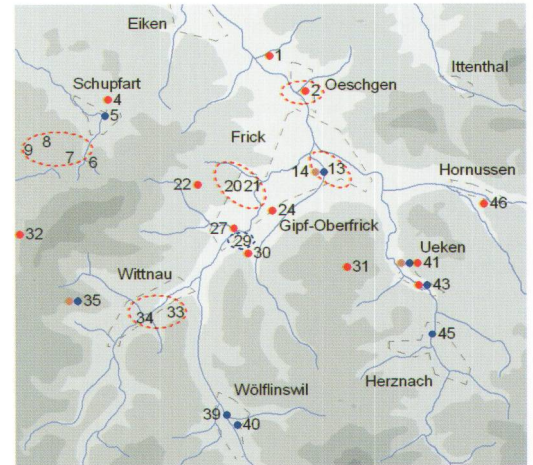 Eiken
1
Ittenthal
Schupfart
4
2
Oeschgen
5
Frick
8
9
7
6
14
13
Hornussen
22
20
21
46
24
27
Gipf-Oberfrick
32
29
Ueken
30
31
41
Wittnau
43
35
34
33
45
Wölflinswil
Herznach
39
40